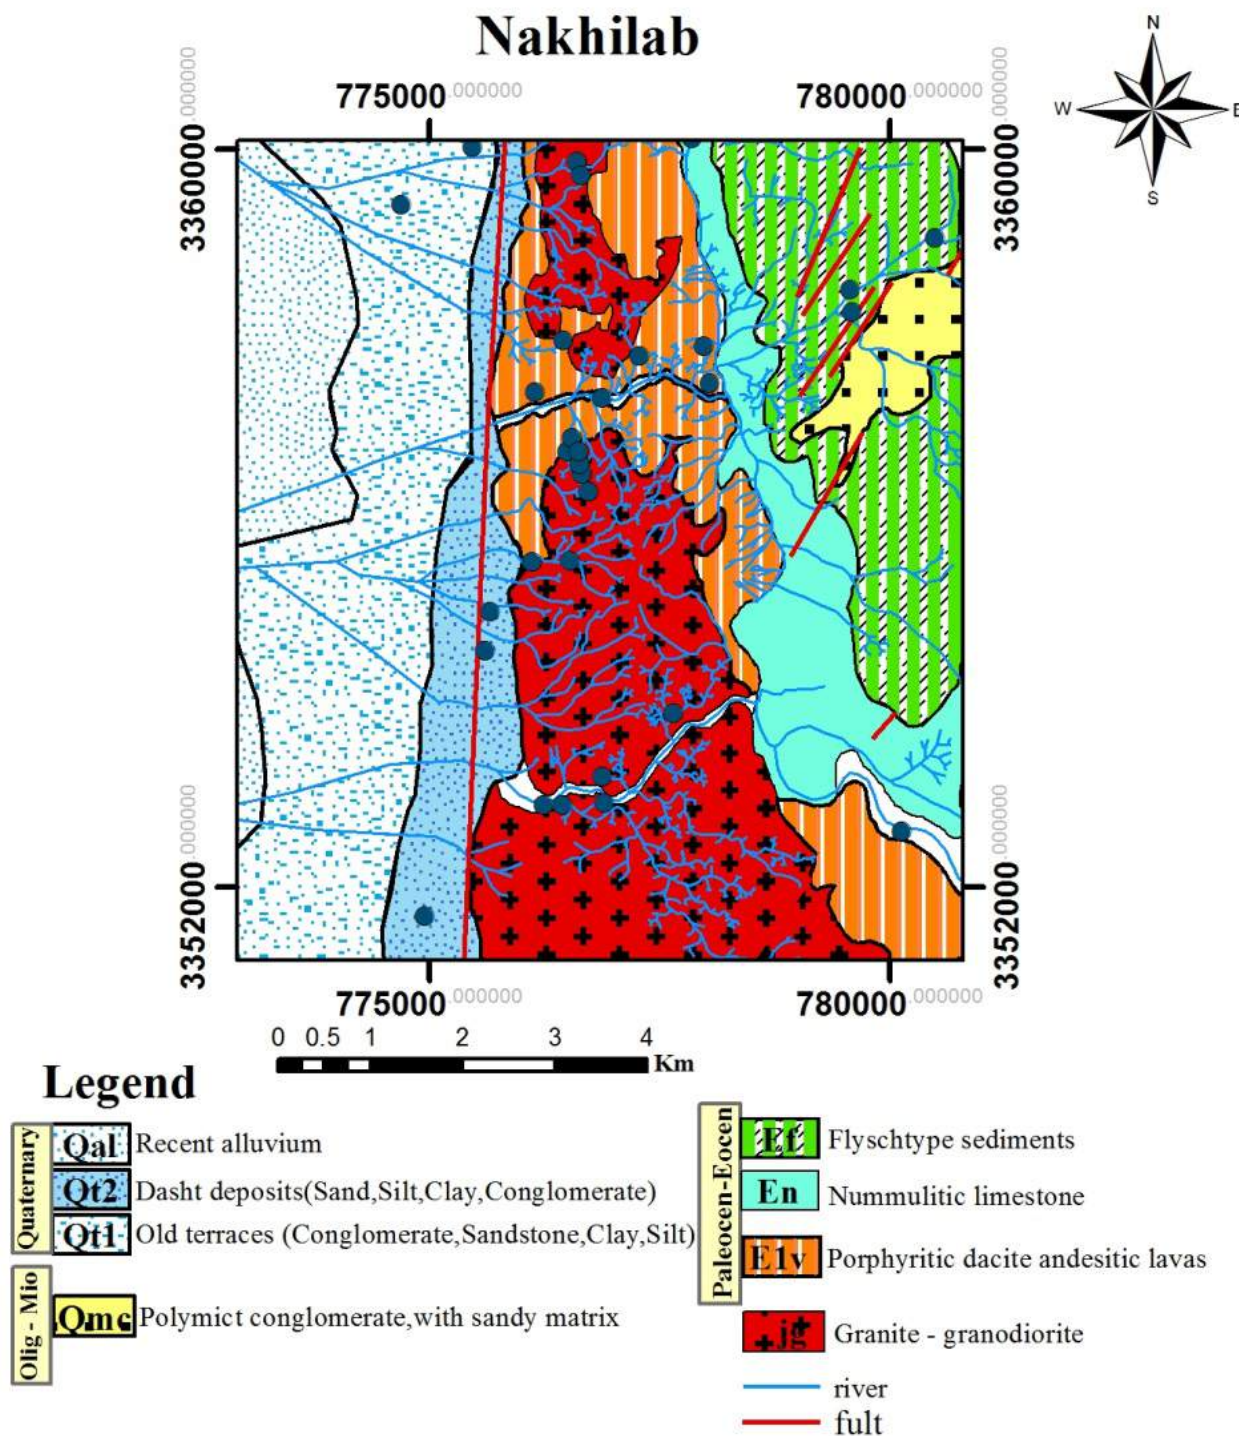 Nakhilab
N
W E
S
775000.000000 780000.000000
3360000.000000 3360000.000000
3352000.000000 3352000.000000
775000.000000 780000.000000
0 0.5 1 2 3 4
Km
Legend
Quaternary
Qal Recent alluvium
Qt2 Dasht deposits(Sand,Silt,Clay,Conglomerate)
Qt1 Old terraces (Conglomerate,Sandstone,Clay,Silt)
Olig - Mio
Qmc Polymict conglomerate,with sandy matrix
Paleocen-Eocen
Ef Flyschtype sediments
En Nummulitic limestone
E1v Porphyritic dacite andesitic lavas
jg Granite - granodiorite
river
fult